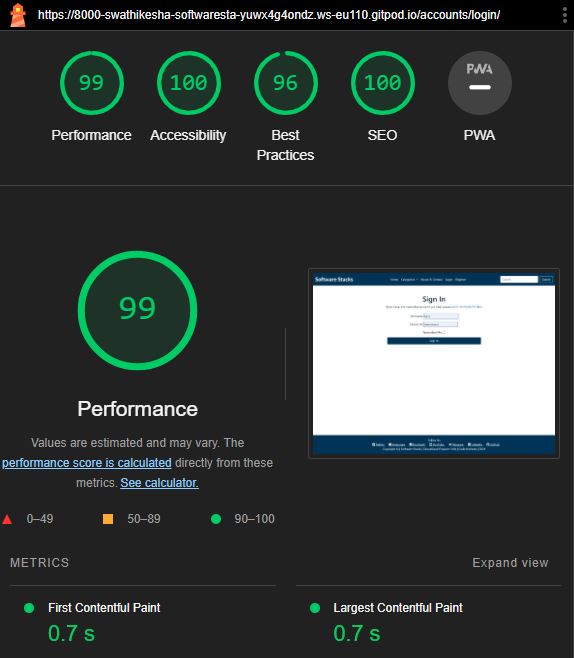 https://8000-swathikesha-softwaresta-yuwx4g4ondz.ws-eu110.gitpod.io/accounts/login/
99
100
96
100
PWA
Performance
Accessibility
Best
Practices
SEO
PWA
99
Software Stacks
Sign In
Performance
Values are estimated and may vary. The
performance score is calculated directly from these
metrics. See calculator.
0–49
50–89
90–100
METRICS
Expand view
First Contentful Paint
0.7 s
Largest Contentful Paint
0.7 s